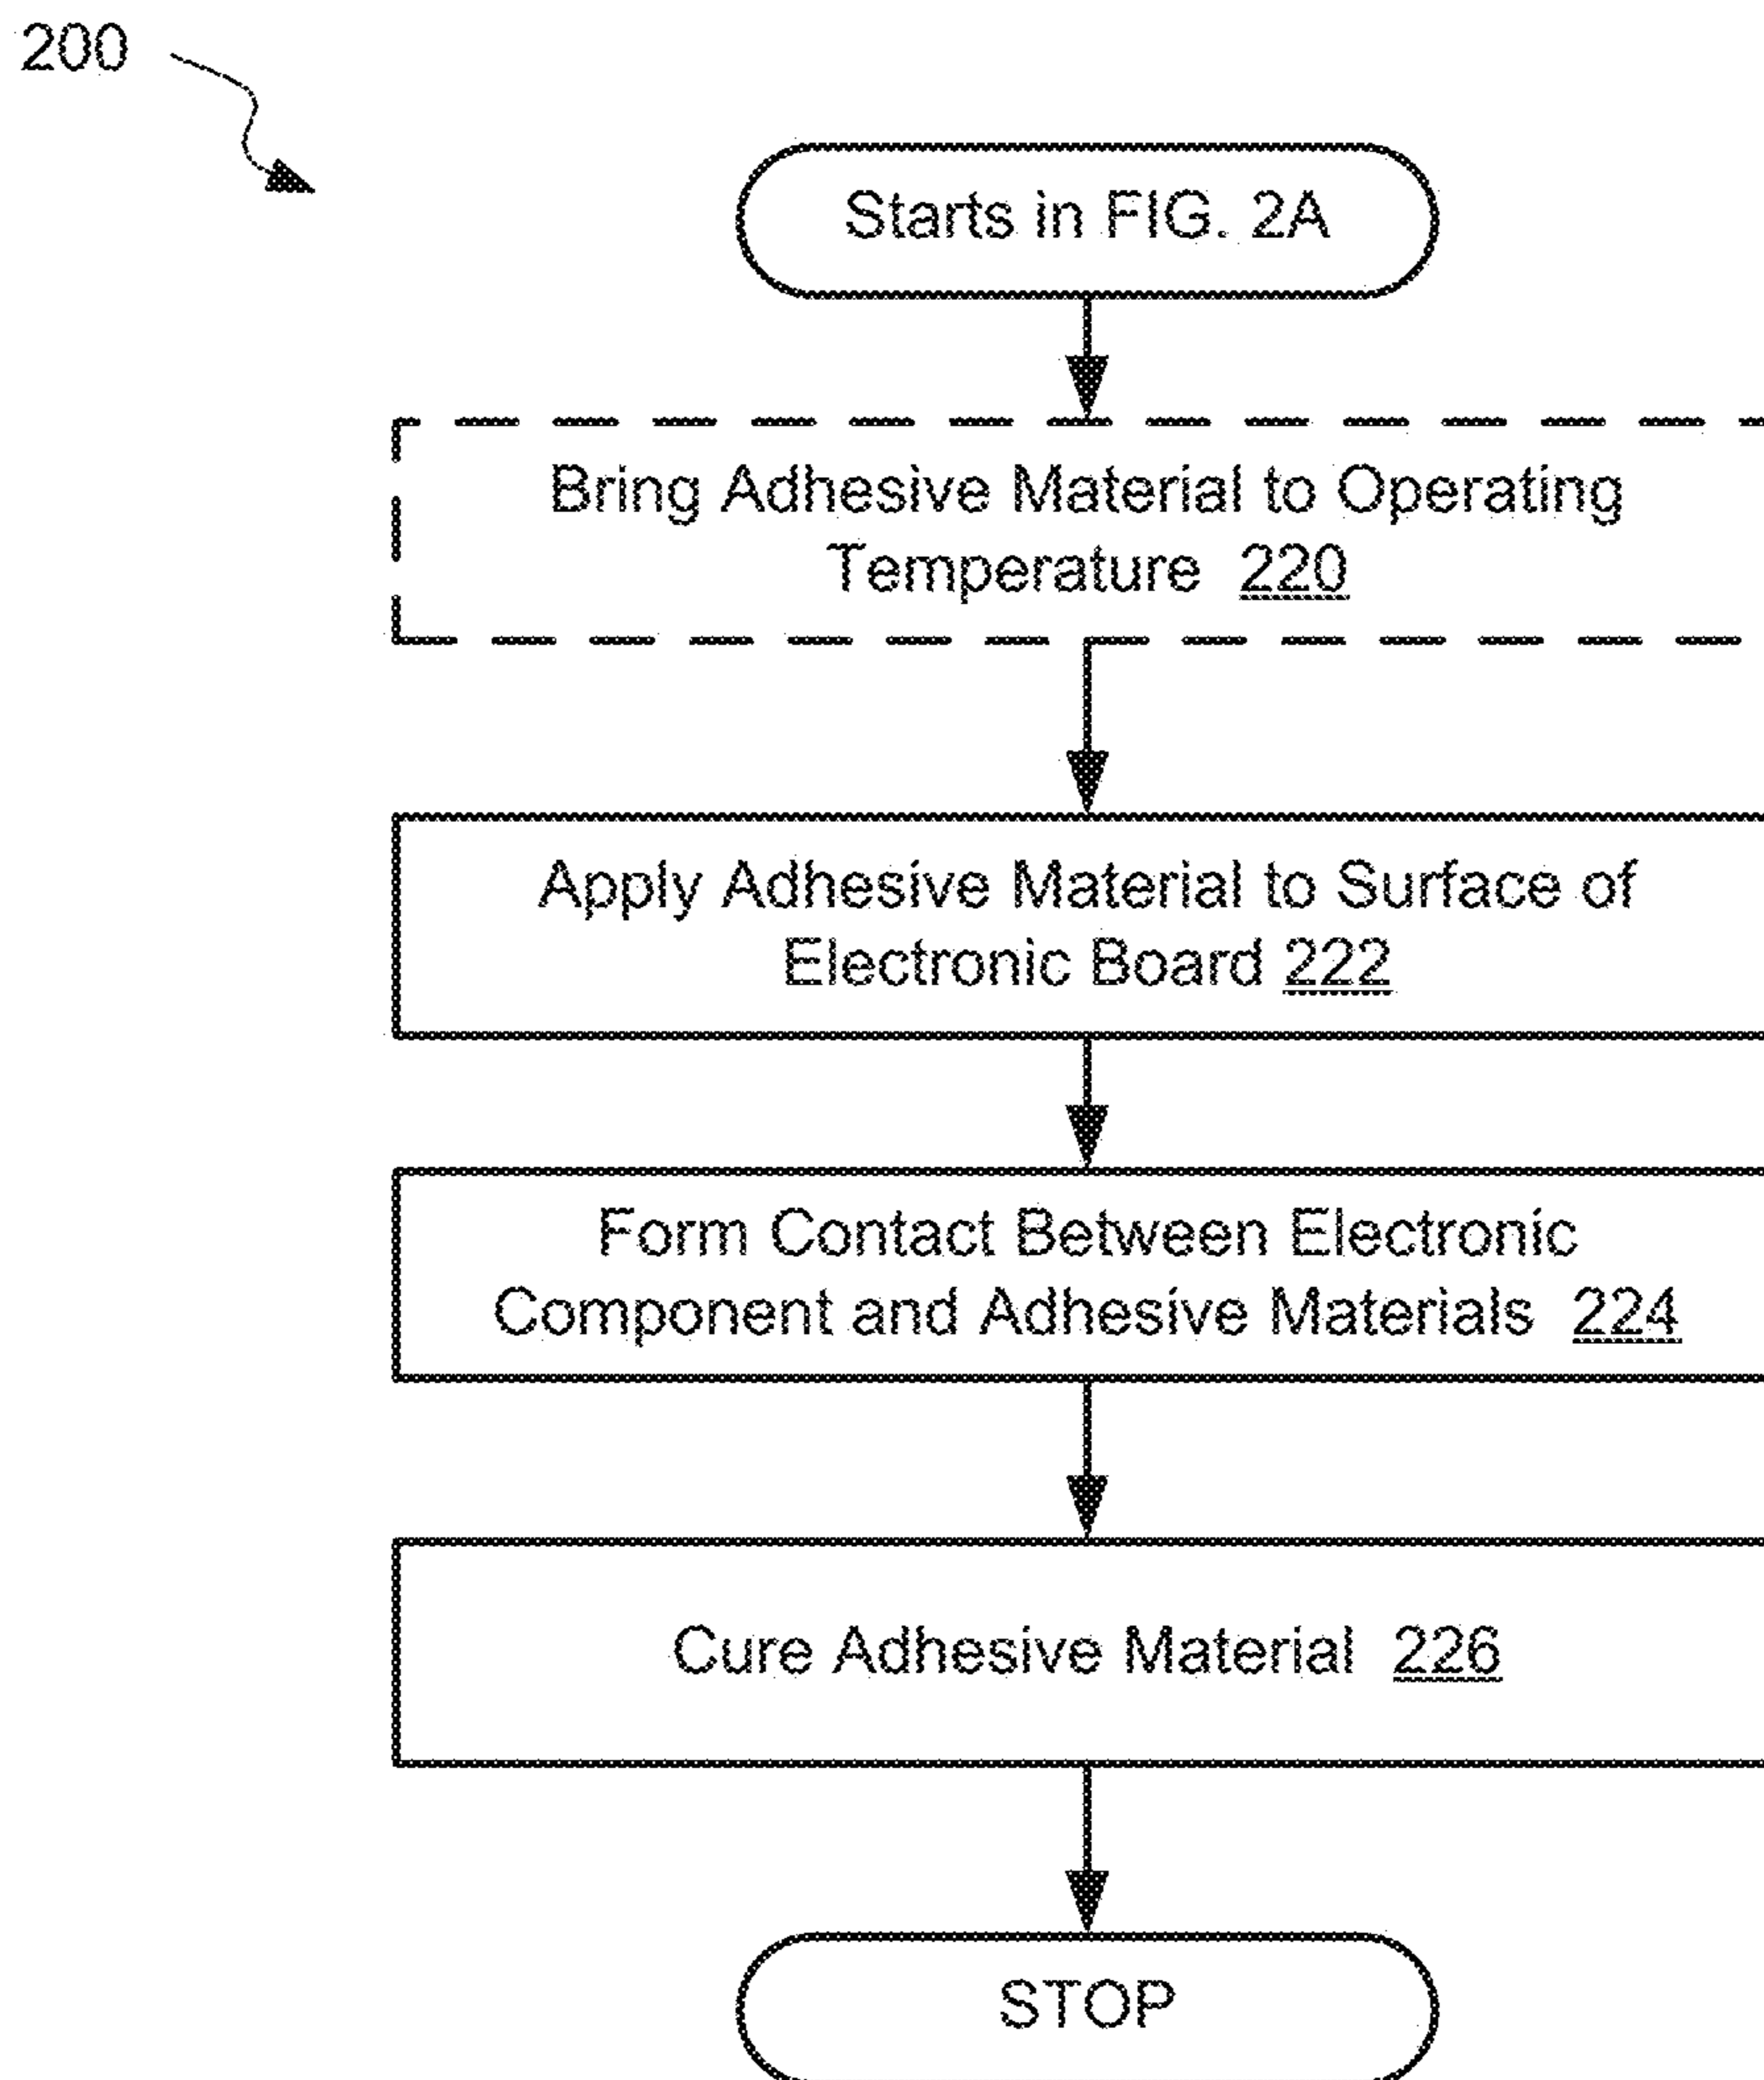 200
Starts in FIG. 2A
Bring Adhesive Material to Operating
Temperature 220
Apply Adhesive Material to Surface of
Electronic Board 222
Form Contact Between Electronic
Component and Adhesive Materials 224
Cure Adhesive Material 226
STOP